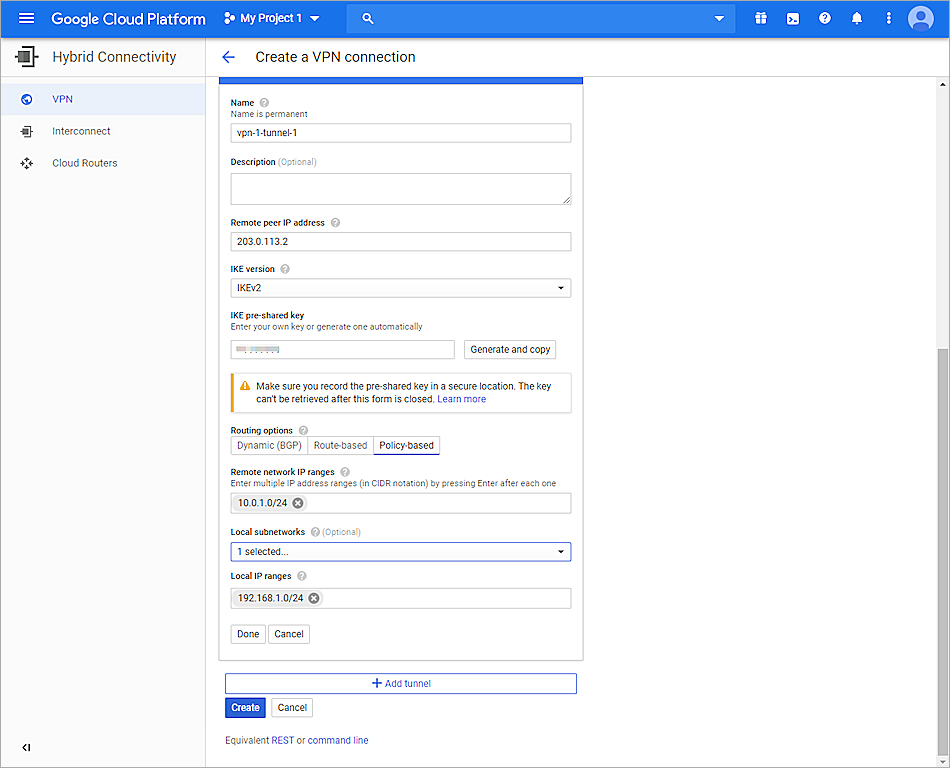 Google Cloud Platform
My Project 1
Hybrid Connectivity
Create a VPN connection
VPN
Interconnect
Cloud Routers
Name
Name is permanent
vpn-1-tunnel-1
Description (Optional)
Remote peer IP address
203.0.113.2
IKE version
IKEv2
IKE pre-shared key
Enter your own key or generate one automatically
Generate and copy
Make sure you record the pre-shared key in a secure location. The key
can't be retrieved after this form is closed. Learn more
Routing options
Dynamic (BGP) Route-based Policy-based
Remote network IP ranges
Enter multiple IP address ranges (in CIDR notation) by pressing Enter after each one
10.0.1.0/24
Local subnetworks (Optional)
1 selected...
Local IP ranges
192.168.1.0/24
Done Cancel
Add tunnel
Create Cancel
Equivalent REST or command line